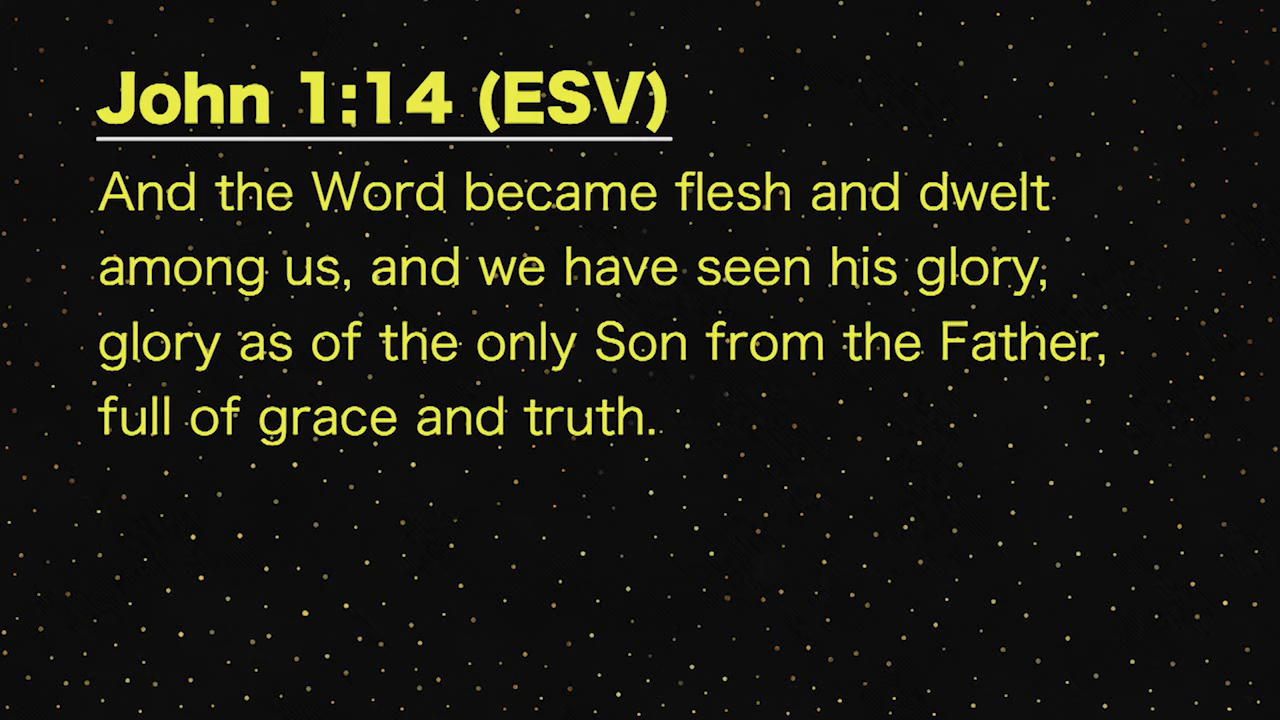 John 1:14 (ESV)
And the Word became flesh and dwelt
among us, and we have seen his glory,
glory as of the only Son from the Father,
full of grace and truth.